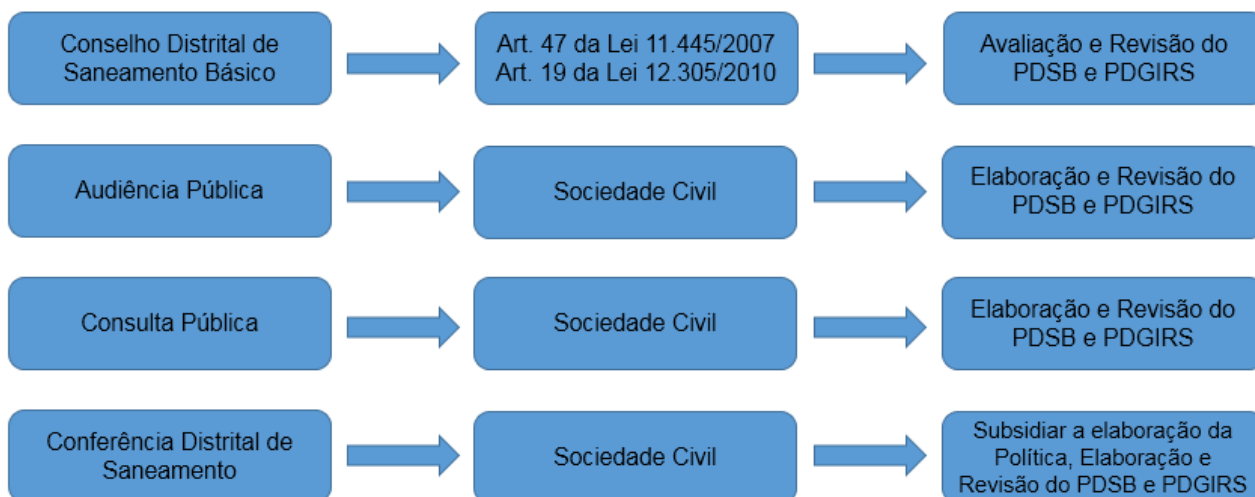 Conselho Distrital de
Saneamento Básico
Art. 47 da Lei 11.445/2007
Art. 19 da Lei 12.305/2010
Avaliação e Revisão do
PDSB e PDGIRS
Audiência Pública
Sociedade Civil
Elaboração e Revisão do
PDSB e PDGIRS
Consulta Pública
Sociedade Civil
Elaboração e Revisão do
PDSB e PDGIRS
Conferência Distrital de
Saneamento
Sociedade Civil
Subsidiar a elaboração da
Política, Elaboração e
Revisão do PDSB e PDGIRS